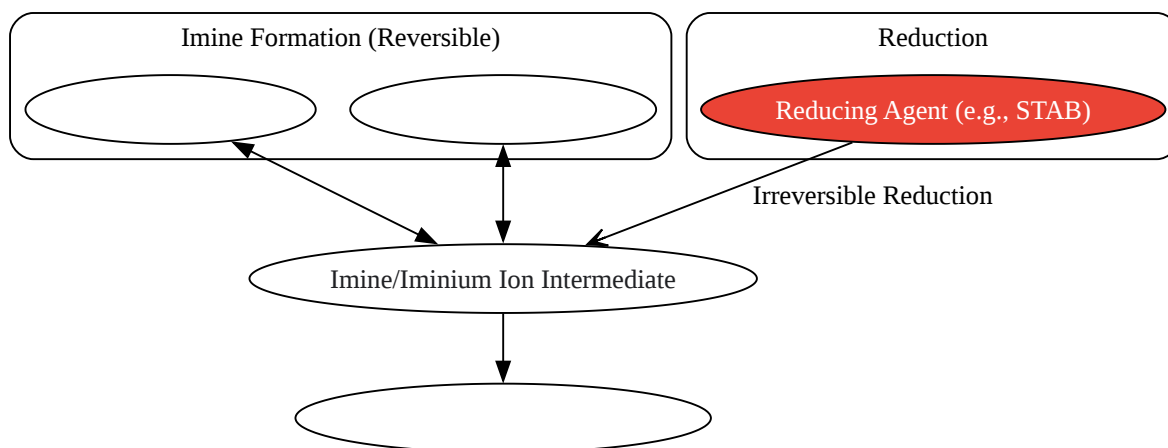 Imine Formation (Reversible)
Reduction
Reducing Agent (e.g., STAB)
Irreversible Reduction
Imine/Iminium Ion Intermediate